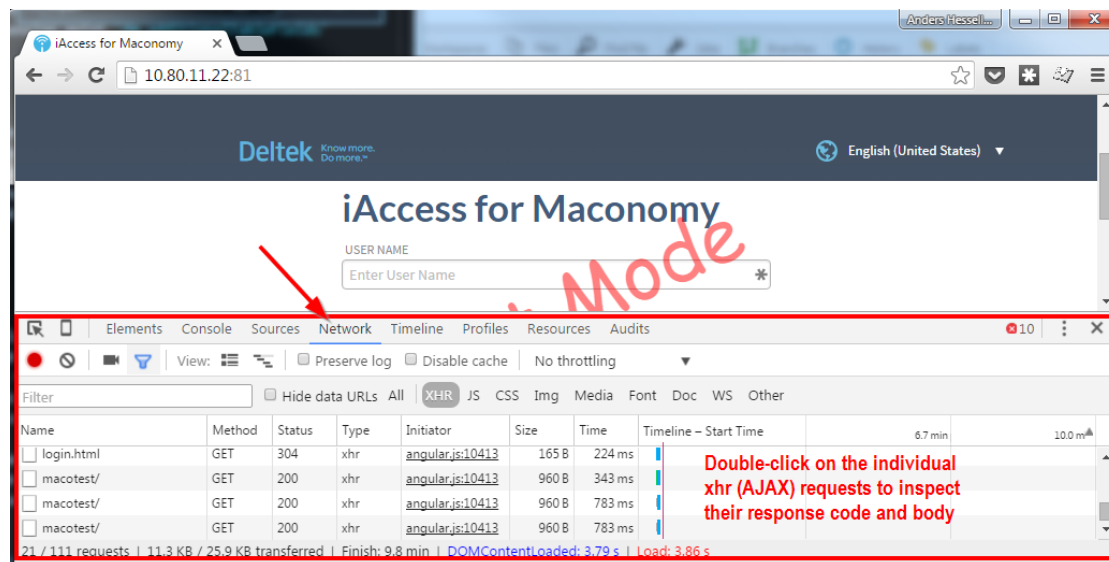 Anders Hessell...
iAccess for Maconomy
10.80.11.22:81
Deltek Know more. Do more.™
English (United States) ▼
iAccess for Maconomy
USER NAME
Enter User Name *
Mode
Elements Console Sources Network Timeline Profiles Resources Audits 10
View: Preserve log Disable cache No throttling ▼
Filter Hide data URLs All XHR JS CSS Img Media Font Doc WS Other
Name Method Status Type Initiator Size Time Timeline – Start Time 6.7 min 10.0 m
login.html GET 304 xhr angular.js:10413 165 B 224 ms
macotest/ GET 200 xhr angular.js:10413 960 B 343 ms
macotest/ GET 200 xhr angular.js:10413 960 B 783 ms
macotest/ GET 200 xhr angular.js:10413 960 B 783 ms
Double-click on the individual
xhr (AJAX) requests to inspect
their response code and body
21 / 111 requests | 11.3 KB / 25.9 KB transferred | Finish: 9.8 min | DOMContentLoaded: 3.79 s | Load: 3.86 s